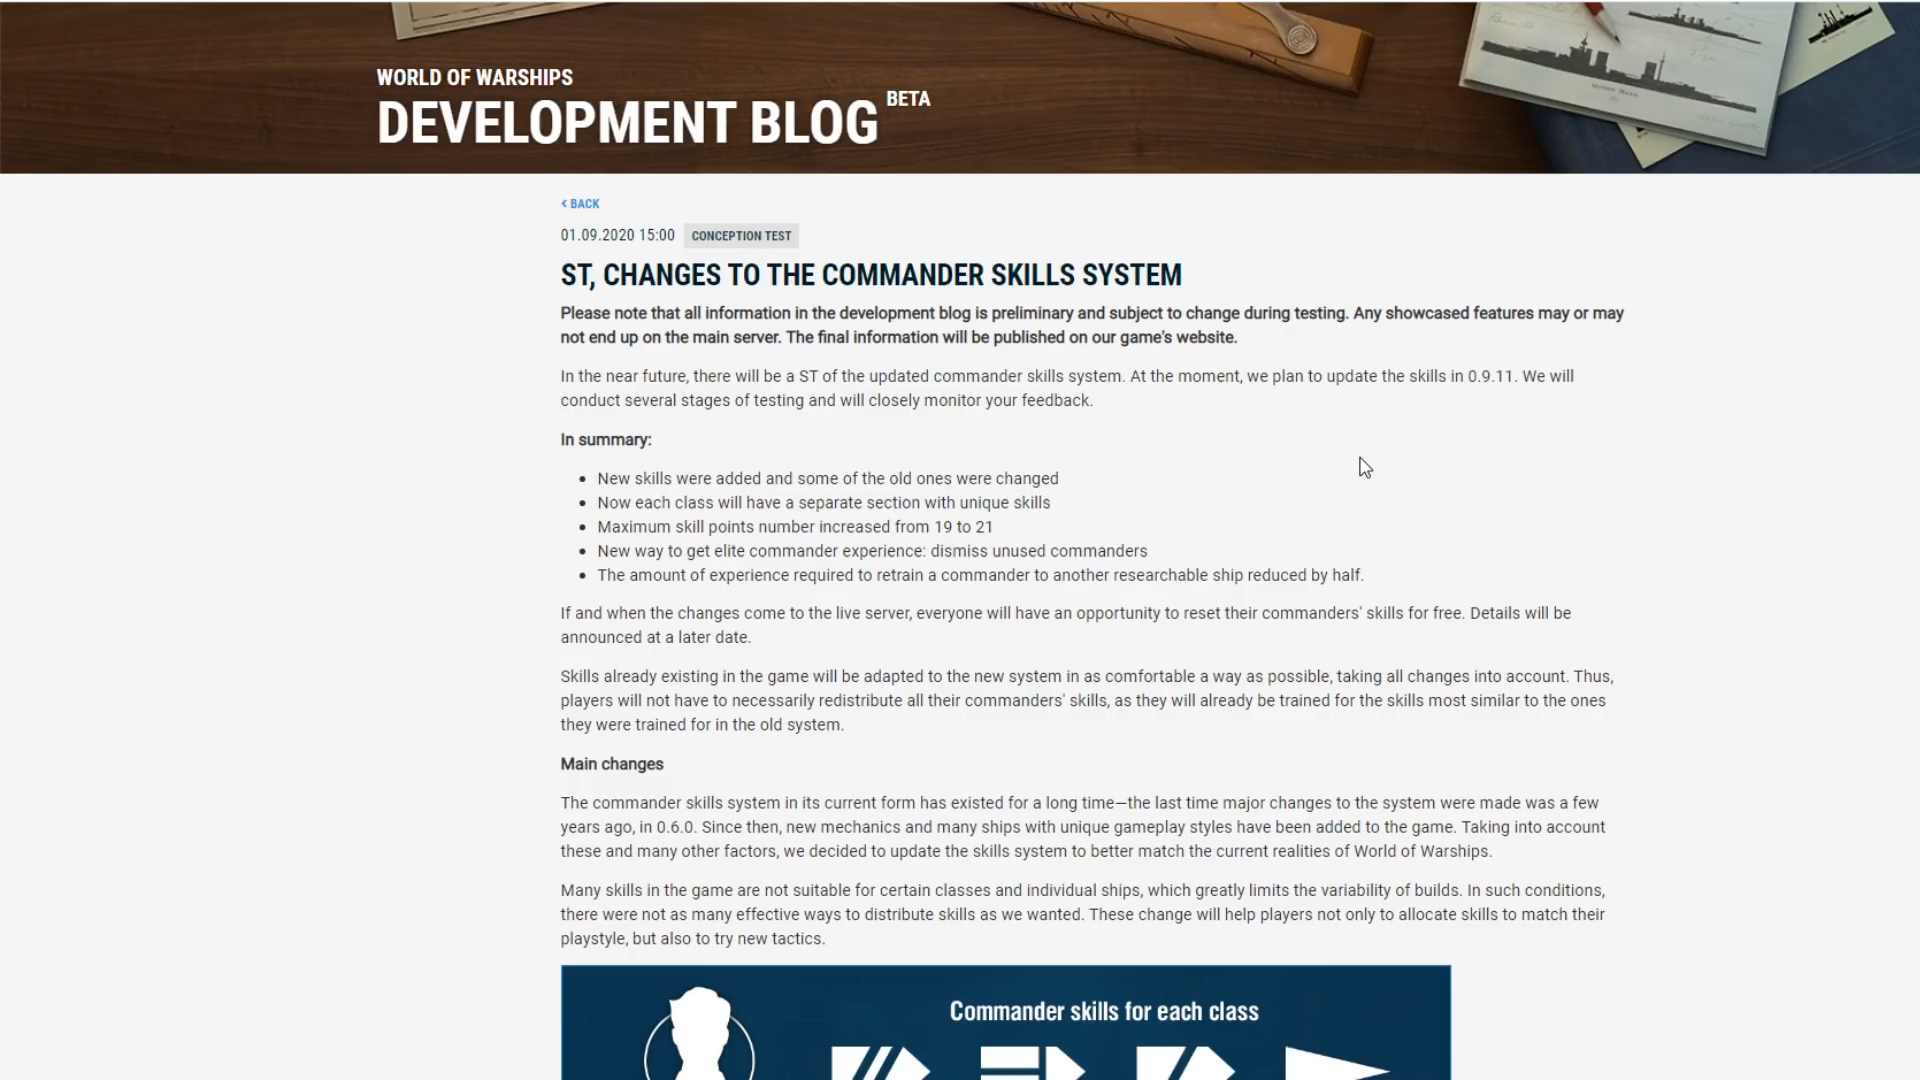 WORLD OF WARSHIPS
DEVELOPMENT BLOG BETA
< BACK
01.09.2020 15:00 CONCEPTION TEST
ST, CHANGES TO THE COMMANDER SKILLS SYSTEM
Please note that all information in the development blog is preliminary and subject to change during testing. Any showcased features may or may
not end up on the main server. The final information will be published on our game's website.
In the near future, there will be a ST of the updated commander skills system. At the moment, we plan to update the skills in 0.9.11. We will
conduct several stages of testing and will closely monitor your feedback.
In summary:
• New skills were added and some of the old ones were changed
• Now each class will have a separate section with unique skills
• Maximum skill points number increased from 19 to 21
• New way to get elite commander experience: dismiss unused commanders
• The amount of experience required to retrain a commander to another researchable ship reduced by half.
If and when the changes come to the live server, everyone will have an opportunity to reset their commanders' skills for free. Details will be
announced at a later date.
Skills already existing in the game will be adapted to the new system in as comfortable a way as possible, taking all changes into account. Thus,
players will not have to necessarily redistribute all their commanders' skills, as they will already be trained for the skills most similar to the ones
they were trained for in the old system.
Main changes
The commander skills system in its current form has existed for a long time—the last time major changes to the system were made was a few
years ago, in 0.6.0. Since then, new mechanics and many ships with unique gameplay styles have been added to the game. Taking into account
these and many other factors, we decided to update the skills system to better match the current realities of World of Warships.
Many skills in the game are not suitable for certain classes and individual ships, which greatly limits the variability of builds. In such conditions,
there were not as many effective ways to distribute skills as we wanted. These change will help players not only to allocate skills to match their
playstyle, but also to try new tactics.
Commander skills for each class